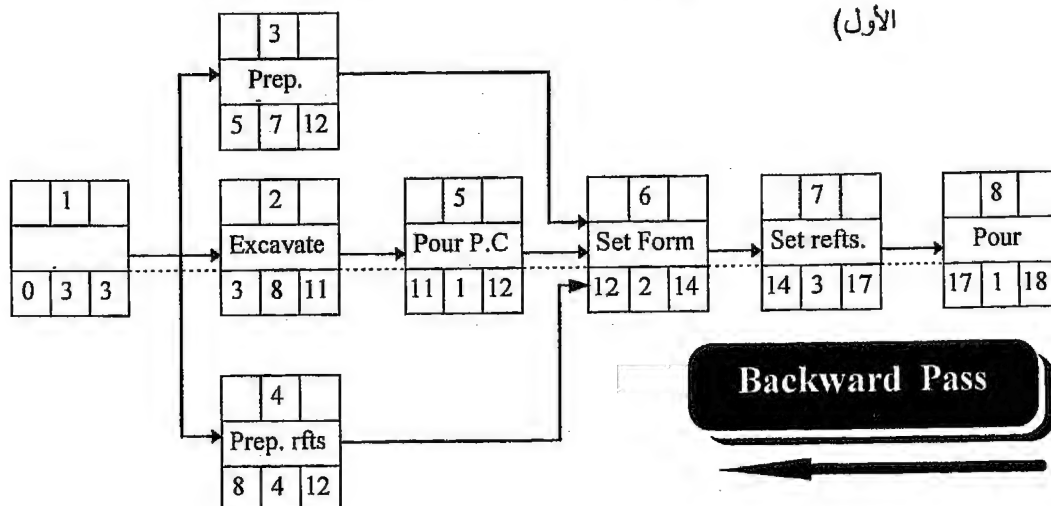 الأول)
3
Prep.
5 7 12
1
0 3 3
2
Excavate
3 8 11
5
Pour P.C
11 1 12
6
Set Form
12 2 14
7
Set refts.
14 3 17
8
Pour
17 1 18
4
Prep. rfts
8 4 12
Backward Pass